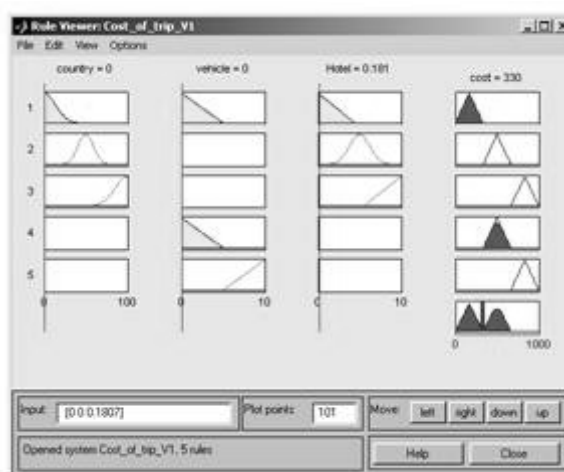 Rule Viewer: Cost_of_trip_V1
File Edit View Options
country = 0
vehicle = 0
Hotel = 0.181
cost = 330
1
2
3
4
5
0 100
0 10
0 10
0 1000
Input: [0 0 0.1807]
Plot points: 101
Move: left right down up
Opened system Cost_of_trip_V1, 5 rules
Help Close